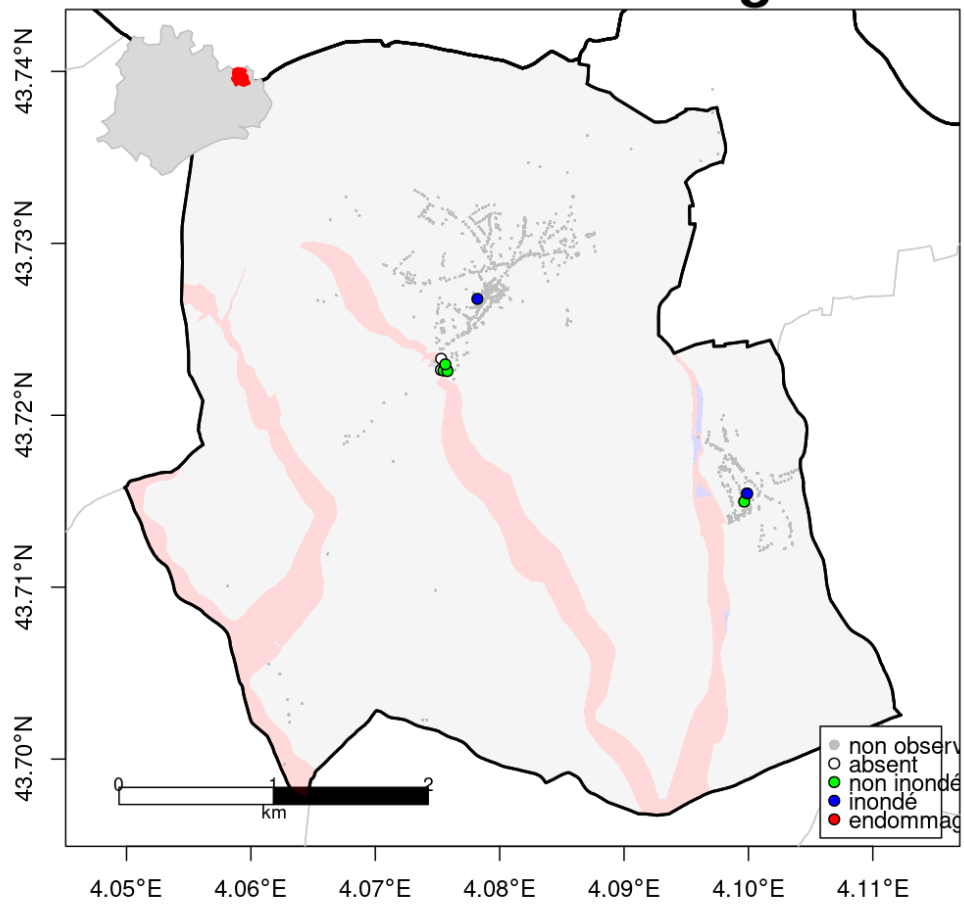 43.74°N
43.73°N
43.72°N
43.71°N
43.70°N
0 1 2
km
non observ
absent
non inondé
inondé
endommag
4.05°E 4.06°E 4.07°E 4.08°E 4.09°E 4.10°E 4.11°E